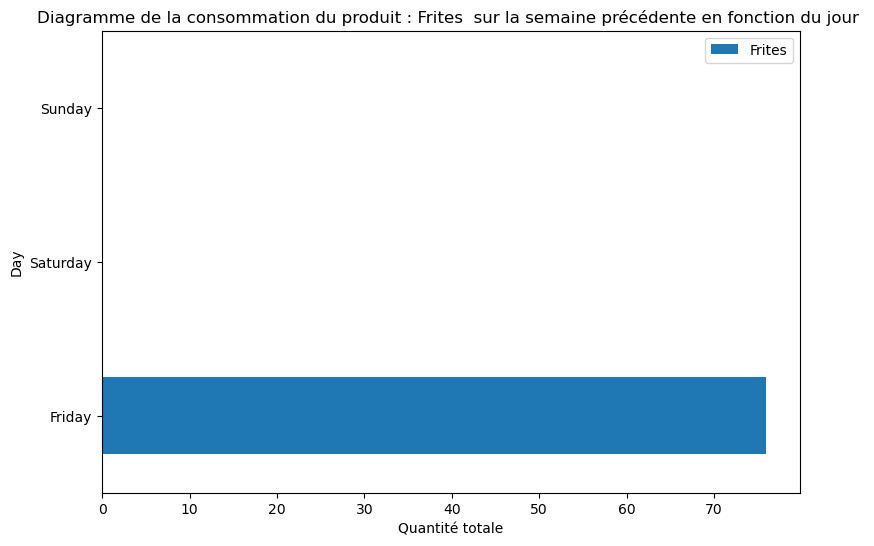 Diagramme de la consommation du produit : Frites  sur la semaine précédente en fonction du jour
Frites
Sunday
Saturday
Friday
Day
0 10 20 30 40 50 60 70
Quantité totale